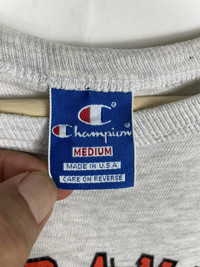 Champion
MEDIUM
MADE IN U.S.A
CARE ON REVERSE